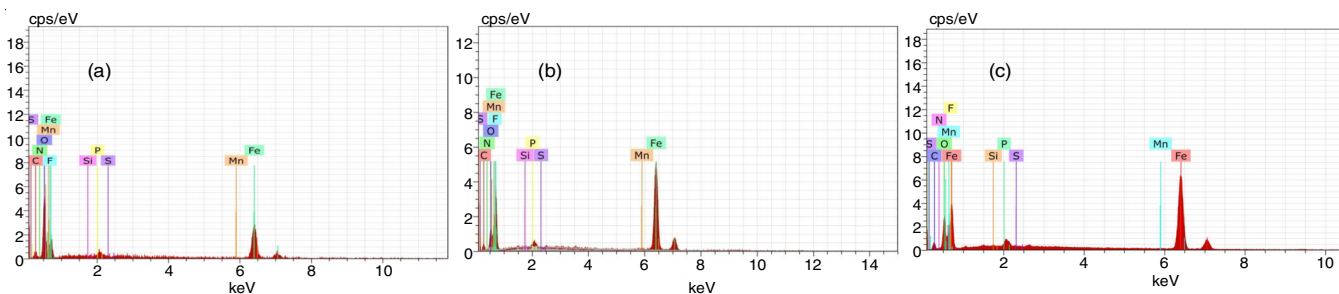 cps/eV
(a)
18
16
14
12
10
8
6
4
2
0
S Fe
Mn
O P
N Mn Fe
C F Si S
2 4 6 8 10
keV
cps/eV
(b)
12
10
8
6
4
2
0
Fe
Mn
S F
O
N P Fe
C Si S Mn
2 4 6 8 10 12 14
keV
cps/eV
(c)
18
16
14
12
10
8
6
4
2
0
F
N
Mn
S O P Mn
C Fe Si S Fe
2 4 6 8 10
keV